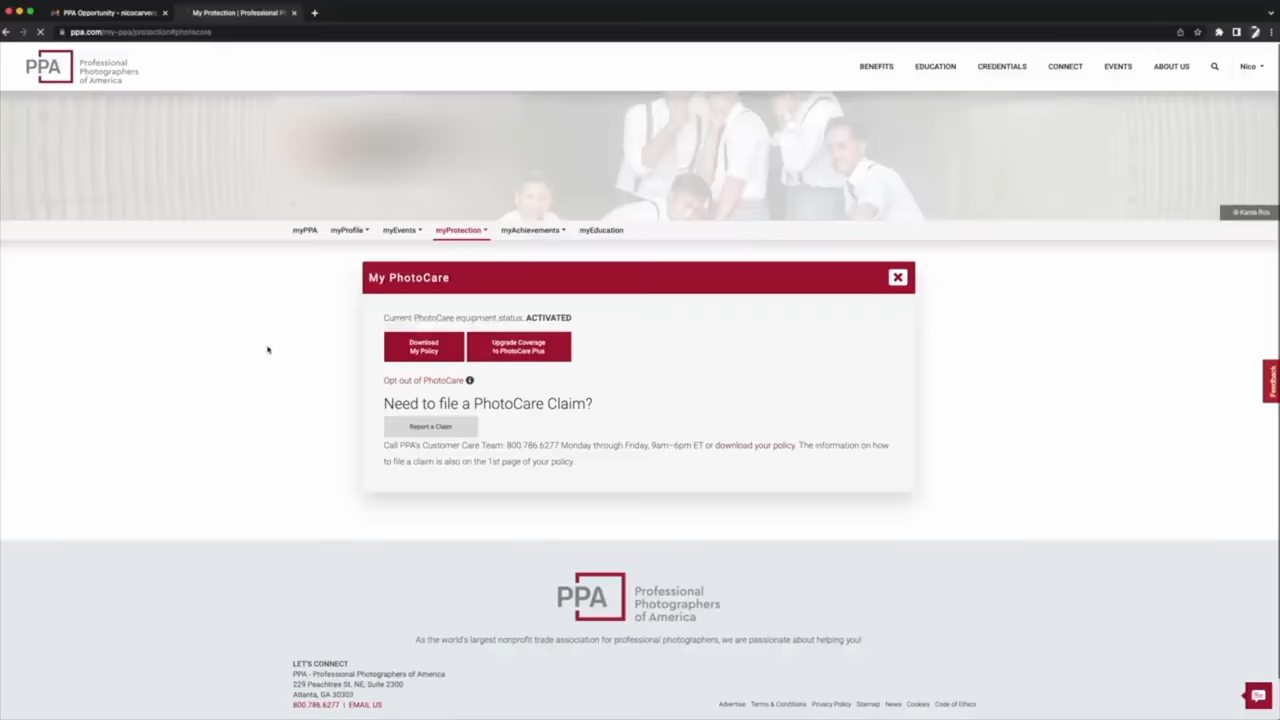 PPA Opportunity - nicocarver
My Protection | Professional P
ppa.com/my-ppa/protection#photocare
PPA
Professional
Photographers
of America
BENEFITS
EDUCATION
CREDENTIALS
CONNECT
EVENTS
ABOUT US
Nico
myPPA
myProfile
myEvents
myProtection
myAchievements
myEducation
My PhotoCare
Current PhotoCare equipment status: ACTIVATED
Download
My Policy
Upgrade Coverage
to PhotoCare Plus
Opt out of PhotoCare
Need to file a PhotoCare Claim?
Report a Claim
Call PPA's Customer Care Team: 800.786.6277 Monday through Friday, 9am–6pm ET or download your policy. The information on how
to file a claim is also on the 1st page of your policy.
Feedback
PPA
Professional
Photographers
of America
As the world's largest nonprofit trade association for professional photographers, we are passionate about helping you!
LET'S CONNECT
PPA - Professional Photographers of America
229 Peachtree St. NE, Suite 2300
Atlanta, GA 30303
800.786.6277 | EMAIL US
Advertise Terms & Conditions Privacy Policy Sitemap News Cookies Code of Ethics